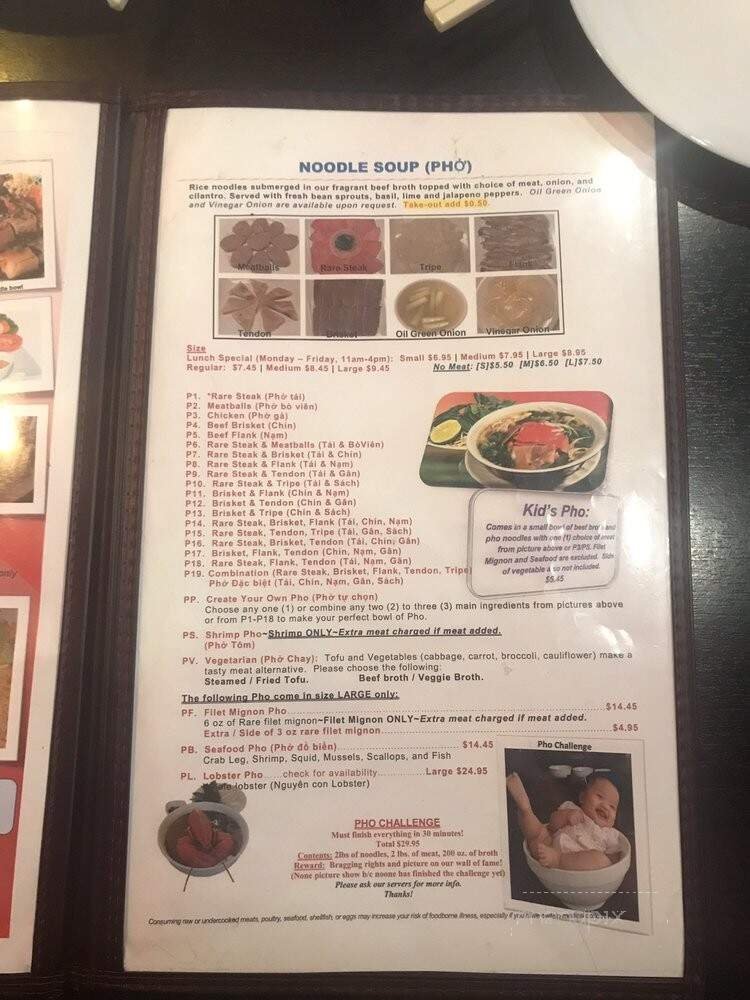 NOODLE SOUP (PHỞ)
Rice noodles submerged in our fragrant beef broth topped with choice of meat, onion, and
cilantro. Served with fresh bean sprouts, basil, lime and jalapeno peppers. Oil Green Onion
and Vinegar Onion are available upon request. Take-out add $0.50.
Meatballs
Rare Steak
Tripe
Flank
Tendon
Brisket
Oil Green Onion
Vinegar Onion
Size
Lunch Special (Monday – Friday, 11am-4pm): Small $6.95 | Medium $7.95 | Large $8.95
Regular: $7.45 | Medium $8.45 | Large $9.45 No Meat: [S]$5.50 [M]$6.50 [L]$7.50
P1. *Rare Steak (Phở tái)
P2. Meatballs (Phở bò viên)
P3. Chicken (Phở gà)
P4. Beef Brisket (Chín)
P5. Beef Flank (Nạm)
P6. Rare Steak & Meatballs (Tái & BòViên)
P7. Rare Steak & Brisket (Tái & Chín)
P8. Rare Steak & Flank (Tái & Nạm)
P9. Rare Steak & Tendon (Tái & Gân)
P10. Rare Steak & Tripe (Tái & Sách)
P11. Brisket & Flank (Chín & Nạm)
P12. Brisket & Tendon (Chín & Gân)
P13. Brisket & Tripe (Chín & Sách)
P14. Rare Steak, Brisket, Flank (Tái, Chín, Nạm)
P15. Rare Steak, Tendon, Tripe (Tái, Gân, Sách)
P16. Rare Steak, Brisket, Tendon (Tái, Chín, Gân)
P17. Brisket, Flank, Tendon (Chín, Nạm, Gân)
P18. Rare Steak, Flank, Tendon (Tái, Nạm, Gân)
P19. Combination (Rare Steak, Brisket, Flank, Tendon, Tripe)
Phở Đặc biệt (Tái, Chín, Nạm, Gân, Sách)
Kid's Pho:
Comes in a small bowl of beef broth and
pho noodles with one (1) choice of meat
from picture above or P3/P5. Filet
Mignon and Seafood are excluded. Side
of vegetable also not included.
$5.45
PP. Create Your Own Pho (Phở tự chọn)
Choose any one (1) or combine any two (2) to three (3) main ingredients from pictures above
or from P1-P18 to make your perfect bowl of Pho.
PS. Shrimp Pho~Shrimp ONLY~Extra meat charged if meat added.
(Phở Tôm)
PV. Vegetarian (Phở Chay): Tofu and Vegetables (cabbage, carrot, broccoli, cauliflower) make a
tasty meat alternative. Please choose the following:
Steamed / Fried Tofu. Beef broth / Veggie Broth.
The following Pho come in size LARGE only:
PF. Filet Mignon Pho $14.45
6 oz of Rare filet mignon~Filet Mignon ONLY~Extra meat charged if meat added.
Extra / Side of 3 oz rare filet mignon $4.95
PB. Seafood Pho (Phở đồ biển) $14.45
Crab Leg, Shrimp, Squid, Mussels, Scallops, and Fish
PL. Lobster Pho.....check for availability Large $24.95
lobster (Nguyên con Lobster)
Pho Challenge
PHO CHALLENGE
Must finish everything in 30 minutes!
Total $29.95
Contents: 2lbs of noodles, 2 lbs. of meat, 200 oz. of broth
Reward: Bragging rights and picture on our wall of fame!
(None picture show b/c noone has finished the challenge yet)
Please ask our servers for more info.
Thanks!
Consuming raw or undercooked meats, poultry, seafood, shellfish, or eggs may increase your risk of foodborne illness, especially if you have certain medical